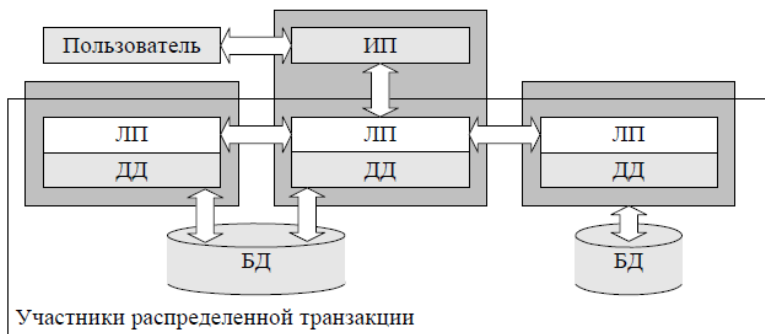 Пользователь
ИП
ЛП
ЛП
ЛП
ДД
ДД
ДД
БД
БД
Участники распределенной транзакции